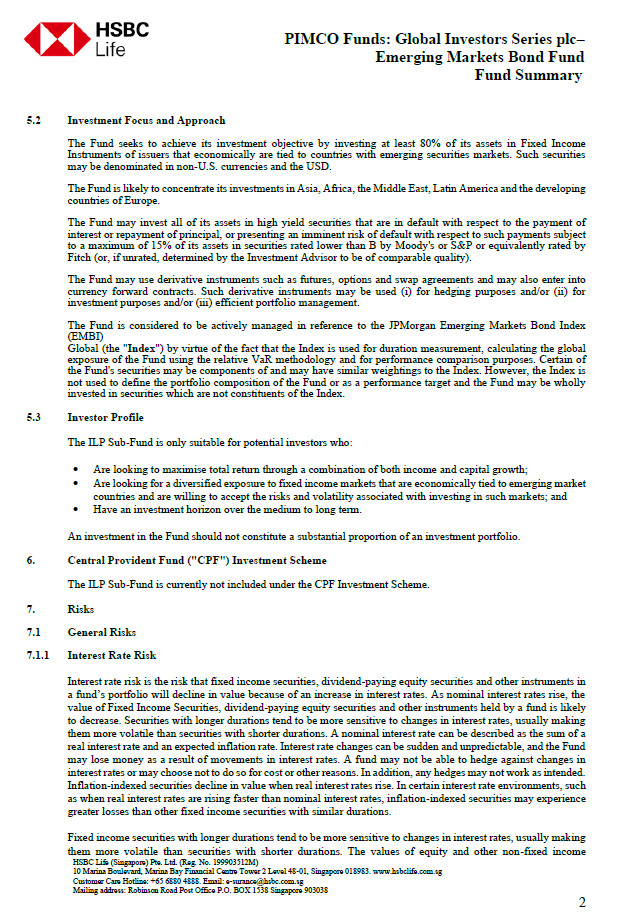 HSBC
Life
PIMCO Funds: Global Investors Series plc–
Emerging Markets Bond Fund
Fund Summary
5.2 Investment Focus and Approach
The Fund seeks to achieve its investment objective by investing at least 80% of its assets in Fixed Income
Instruments of issuers that economically are tied to countries with emerging securities markets. Such securities
may be denominated in non-U.S. currencies and the USD.
The Fund is likely to concentrate its investments in Asia, Africa, the Middle East, Latin America and the developing
countries of Europe.
The Fund may invest all of its assets in high yield securities that are in default with respect to the payment of
interest or repayment of principal, or presenting an imminent risk of default with respect to such payments subject
to a maximum of 15% of its assets in securities rated lower than B by Moody's or S&P or equivalently rated by
Fitch (or, if unrated, determined by the Investment Advisor to be of comparable quality).
The Fund may use derivative instruments such as futures, options and swap agreements and may also enter into
currency forward contracts. Such derivative instruments may be used (i) for hedging purposes and/or (ii) for
investment purposes and/or (iii) efficient portfolio management.
The Fund is considered to be actively managed in reference to the JPMorgan Emerging Markets Bond Index
(EMBI)
Global (the "Index") by virtue of the fact that the Index is used for duration measurement, calculating the global
exposure of the Fund using the relative VaR methodology and for performance comparison purposes. Certain of
the Fund's securities may be components of and may have similar weightings to the Index. However, the Index is
not used to define the portfolio composition of the Fund or as a performance target and the Fund may be wholly
invested in securities which are not constituents of the Index.
5.3 Investor Profile
The ILP Sub-Fund is only suitable for potential investors who:
• Are looking to maximise total return through a combination of both income and capital growth;
• Are looking for a diversified exposure to fixed income markets that are economically tied to emerging market
countries and are willing to accept the risks and volatility associated with investing in such markets; and
• Have an investment horizon over the medium to long term.
An investment in the Fund should not constitute a substantial proportion of an investment portfolio.
6. Central Provident Fund ("CPF") Investment Scheme
The ILP Sub-Fund is currently not included under the CPF Investment Scheme.
7. Risks
7.1 General Risks
7.1.1 Interest Rate Risk
Interest rate risk is the risk that fixed income securities, dividend-paying equity securities and other instruments in
a fund's portfolio will decline in value because of an increase in interest rates. As nominal interest rates rise, the
value of Fixed Income Securities, dividend-paying equity securities and other instruments held by a fund is likely
to decrease. Securities with longer durations tend to be more sensitive to changes in interest rates, usually making
them more volatile than securities with shorter durations. A nominal interest rate can be described as the sum of a
real interest rate and an expected inflation rate. Interest rate changes can be sudden and unpredictable, and the Fund
may lose money as a result of movements in interest rates. A fund may not be able to hedge against changes in
interest rates or may choose not to do so for cost or other reasons. In addition, any hedges may not work as intended.
Inflation-indexed securities decline in value when real interest rates rise. In certain interest rate environments, such
as when real interest rates are rising faster than nominal interest rates, inflation-indexed securities may experience
greater losses than other fixed income securities with similar durations.
Fixed income securities with longer durations tend to be more sensitive to changes in interest rates, usually making
them more volatile than securities with shorter durations. The values of equity and other non-fixed income
HSBC Life (Singapore) Pte. Ltd. (Reg. No. 199903512M)
10 Marina Boulevard, Marina Bay Financial Centre Tower 2 Level 48-01, Singapore 018983. www.hsbclife.com.sg
Customer Care Hotline: +65 6880 4888. Email: e-surance@hsbc.com.sg
Mailing address: Robinson Road Post Office P.O. BOX 1538 Singapore 903038
2